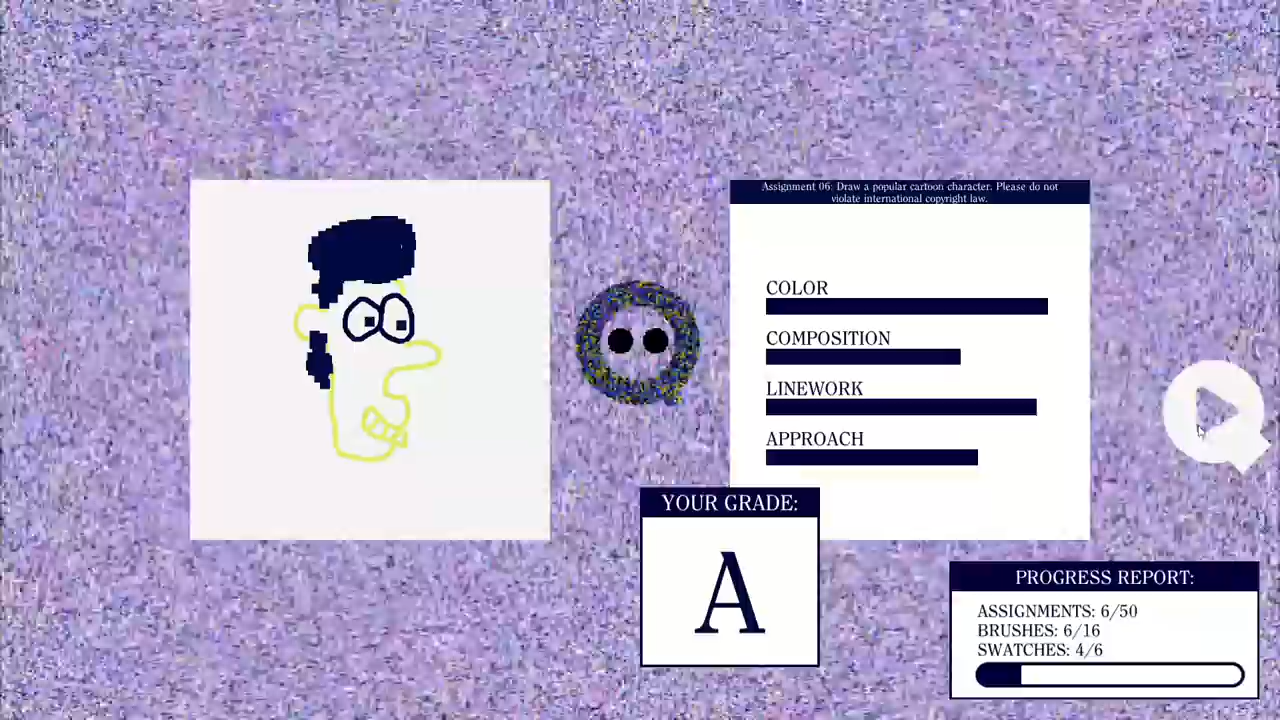 Assignment 06: Draw a popular cartoon character. Please do not
violate international copyright law.
COLOR
COMPOSITION
LINEWORK
APPROACH
YOUR GRADE:
A
PROGRESS REPORT:
ASSIGNMENTS: 6/50
BRUSHES: 6/16
SWATCHES: 4/6